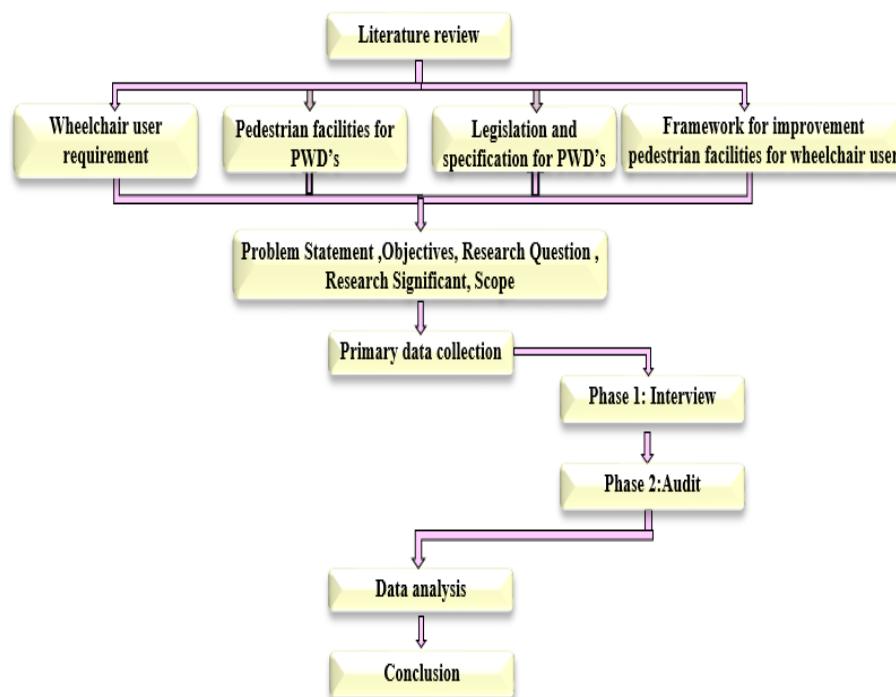 Literature review
Wheelchair user
requirement
Pedestrian facilities for
PWD's
Legislation and
specification for PWD's
Framework for improvement
pedestrian facilities for wheelchair user
Problem Statement ,Objectives, Research Question ,
Research Significant, Scope
Primary data collection
Phase 1: Interview
Phase 2:Audit
Data analysis
Conclusion